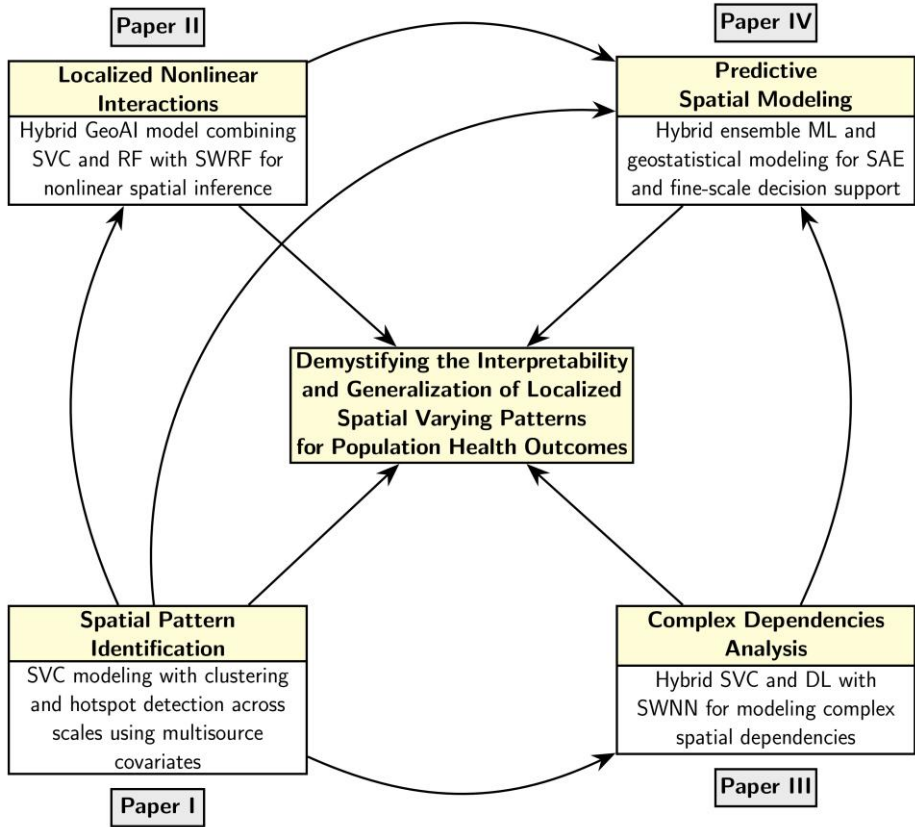 Paper II
Localized Nonlinear
Interactions
Hybrid GeoAI model combining
SVC and RF with SWRF for
nonlinear spatial inference
Paper IV
Predictive
Spatial Modeling
Hybrid ensemble ML and
geostatistical modeling for SAE
and fine-scale decision support
Demystifying the Interpretability
and Generalization of Localized
Spatial Varying Patterns
for Population Health Outcomes
Spatial Pattern
Identification
SVC modeling with clustering
and hotspot detection across
scales using multisource
covariates
Paper I
Complex Dependencies
Analysis
Hybrid SVC and DL with
SWNN for modeling complex
spatial dependencies
Paper III